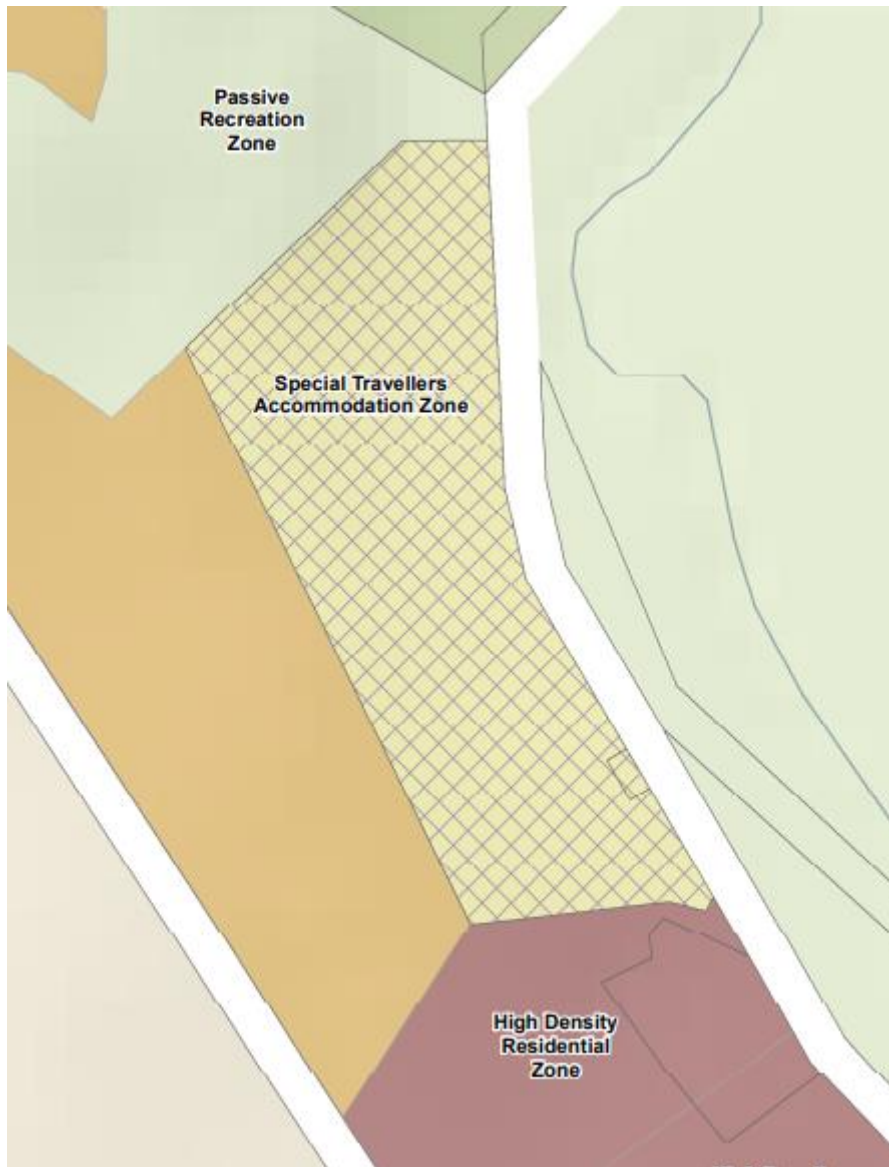 Passive
Recreation
Zone
Special Travellers
Accommodation Zone
High Density
Residential
Zone